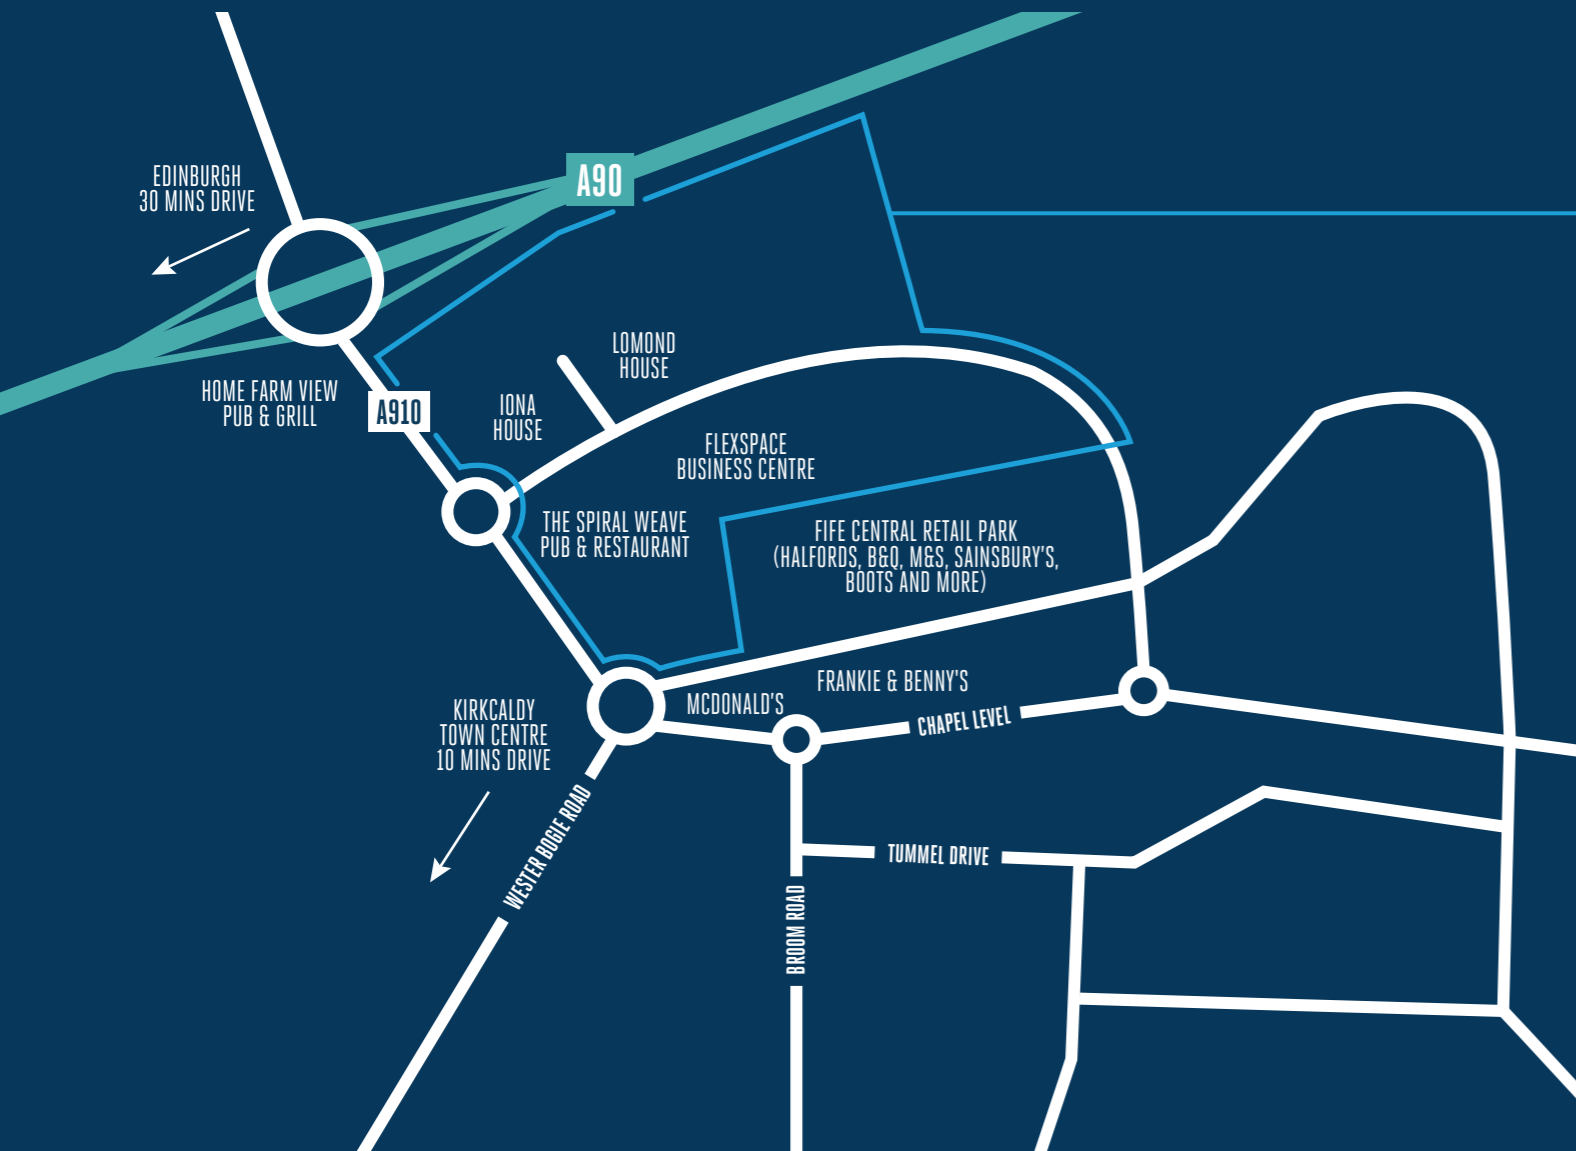 A90
EDINBURGH
30 MINS DRIVE
LOMOND
HOUSE
HOME FARM VIEW
PUB & GRILL
A910
IONA
HOUSE
FLEXSPACE
BUSINESS CENTRE
THE SPIRAL WEAVE
PUB & RESTAURANT
FIFE CENTRAL RETAIL PARK
(HALFORDS, B&Q, M&S, SAINSBURY'S,
BOOTS AND MORE)
FRANKIE & BENNY'S
MCDONALD'S
CHAPEL LEVEL
KIRKCALDY
TOWN CENTRE
10 MINS DRIVE
WESTER BOGIE ROAD
TUMMEL DRIVE
BROOM ROAD